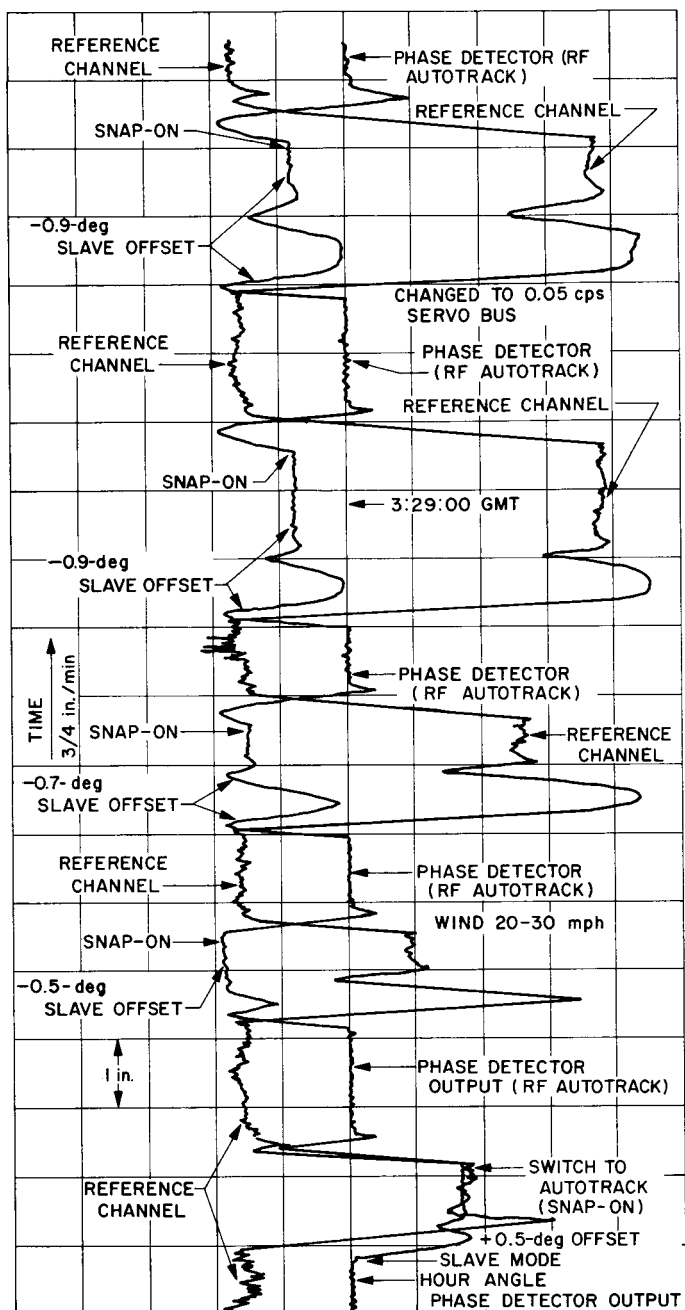 REFERENCE
CHANNEL
PHASE DETECTOR (RF
AUTOTRACK)
REFERENCE
CHANNEL
SNAP-ON
-0.9-deg
SLAVE OFFSET
CHANGED TO 0.05 cps
SERVO BUS
REFERENCE
CHANNEL
PHASE DETECTOR
(RF AUTOTRACK)
REFERENCE CHANNEL
SNAP-ON
3:29:00 GMT
-0.9-deg
SLAVE OFFSET
TIME
3/4 in./min
PHASE DETECTOR
(RF AUTOTRACK)
SNAP-ON
REFERENCE
CHANNEL
-0.7-deg
SLAVE OFFSET
REFERENCE
CHANNEL
PHASE DETECTOR
(RF AUTOTRACK)
WIND 20-30 mph
SNAP-ON
-0.5-deg
SLAVE OFFSET
1 in.
PHASE DETECTOR
OUTPUT (RF AUTOTRACK)
REFERENCE
CHANNEL
SWITCH TO
AUTOTRACK
(SNAP-ON)
+0.5-deg OFFSET
SLAVE MODE
HOUR ANGLE
PHASE DETECTOR OUTPUT